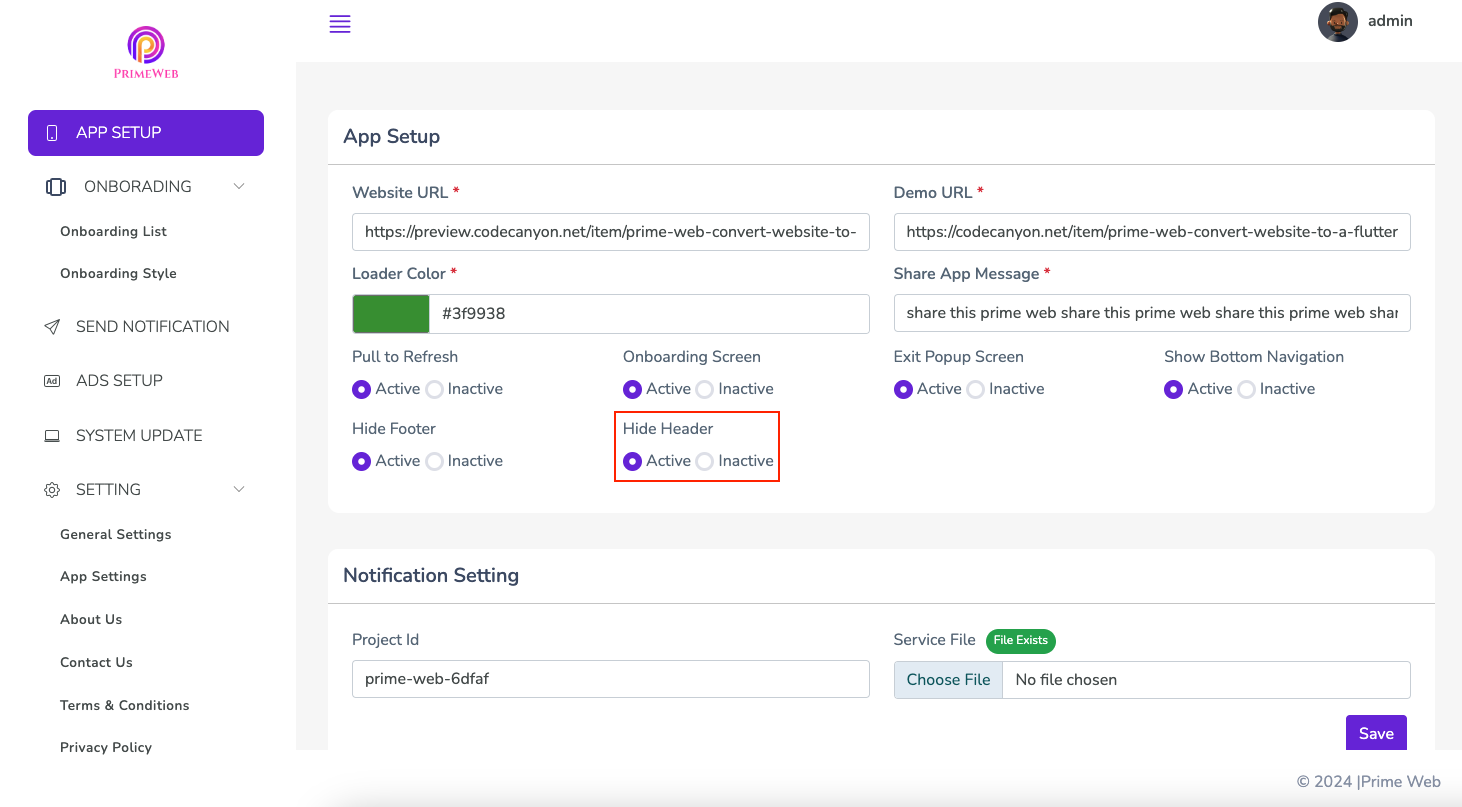 PRIMEWEB
admin
APP SETUP
ONBORADING
Onboarding List
Onboarding Style
SEND NOTIFICATION
Ad ADS SETUP
SYSTEM UPDATE
SETTING
General Settings
App Settings
About Us
Contact Us
Terms & Conditions
Privacy Policy
App Setup
Website URL * Demo URL *
https://preview.codecanyon.net/item/prime-web-convert-website-to- https://codecanyon.net/item/prime-web-convert-website-to-a-flutter
Loader Color * Share App Message *
#3f9938 share this prime web share this prime web share this prime web shar
Pull to Refresh Onboarding Screen Exit Popup Screen Show Bottom Navigation
Active Inactive Active Inactive Active Inactive Active Inactive
Hide Footer Hide Header
Active Inactive Active Inactive
Notification Setting
Project Id Service File File Exists
prime-web-6dfaf Choose File No file chosen
Save
© 2024 |Prime Web